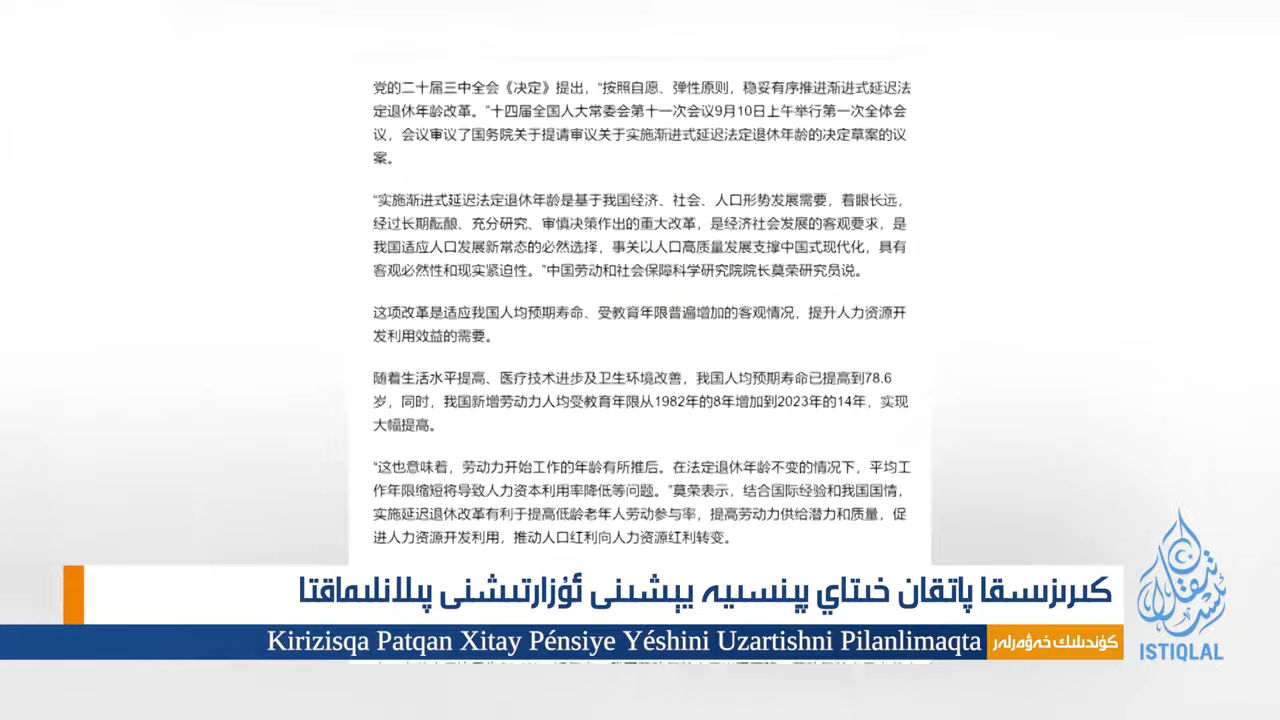 党的二十届三中全会《决定》提出，“按照自愿、弹性原则，稳妥有序推进渐进式延迟法
定退休年龄改革。”十四届全国人大常委会第十一次会议9月10日上午举行第一次全体会
议，会议审议了国务院关于提请审议关于实施渐进式延迟法定退休年龄的决定草案的议
案。
“实施渐进式延迟法定退休年龄是基于我国经济、社会、人口形势发展需要，着眼长远，
经过长期酝酿、充分研究、审慎决策作出的重大改革，是经济社会发展的客观要求，是
我国适应人口发展新常态的必然选择，事关以人口高质量发展支撑中国式现代化，具有
客观必然性和现实紧迫性。”中国劳动和社会保障科学研究院院长莫荣研究员说。
这项改革是适应我国人均预期寿命、受教育年限普遍增加的客观情况，提升人力资源开
发利用效益的需要。
随着生活水平提高、医疗技术进步及卫生环境改善，我国人均预期寿命已提高到78.6
岁，同时，我国新增劳动力人均受教育年限从1982年的8年增加到2023年的14年，实现
大幅提高。
“这也意味着，劳动力开始工作的年龄有所推后。在法定退休年龄不变的情况下，平均工
作年限缩短将导致人力资本利用率降低等问题。”莫荣表示，结合国际经验和我国国情，
实施延迟退休改革有利于提高低龄老年人劳动参与率，提高劳动力供给潜力和质量，促
进人力资源开发利用，推动人口红利向人力资源红利转变。
كىرىزىسقا پاتقان خىتاي پېنسىيە يېشىنى ئۇزارتىشنى پىلانلىماقتا
Kirizisqa Patqan Xitay Pénsiye Yéshini Uzartishni Pilanlimaqta
كۈندىلىك خەۋەرلەر
ئىستىقلال
ISTIQLAL